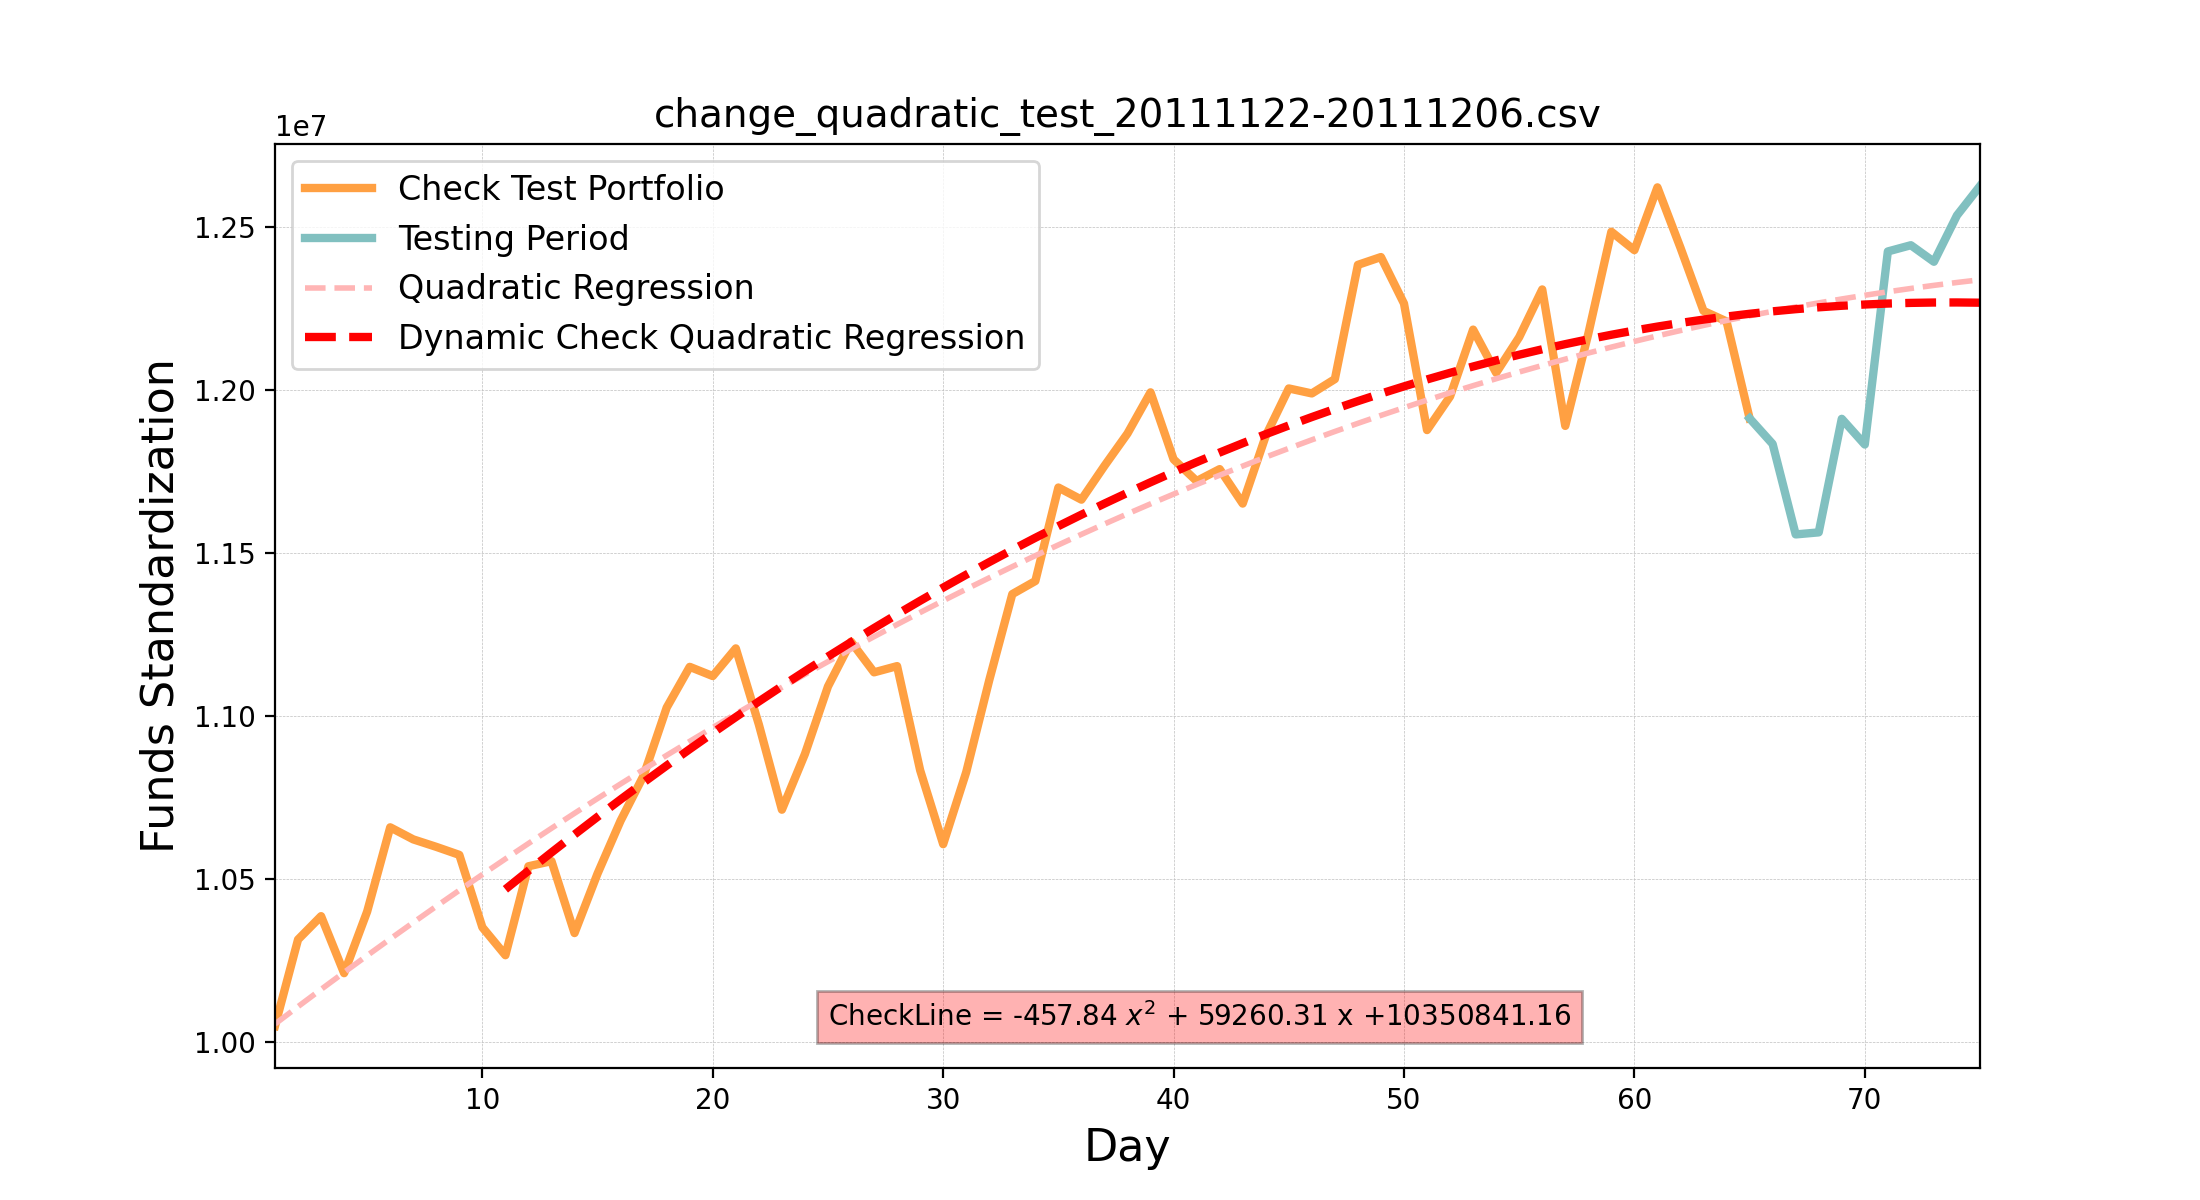 change_quadratic_test_20111122-20111206.csv
1e7
Check Test Portfolio
Testing Period
Quadratic Regression
Dynamic Check Quadratic Regression
Funds Standardization
1.25
1.20
1.15
1.10
1.05
1.00
CheckLine = -457.84 x² + 59260.31 x +10350841.16
10 20 30 40 50 60 70
Day